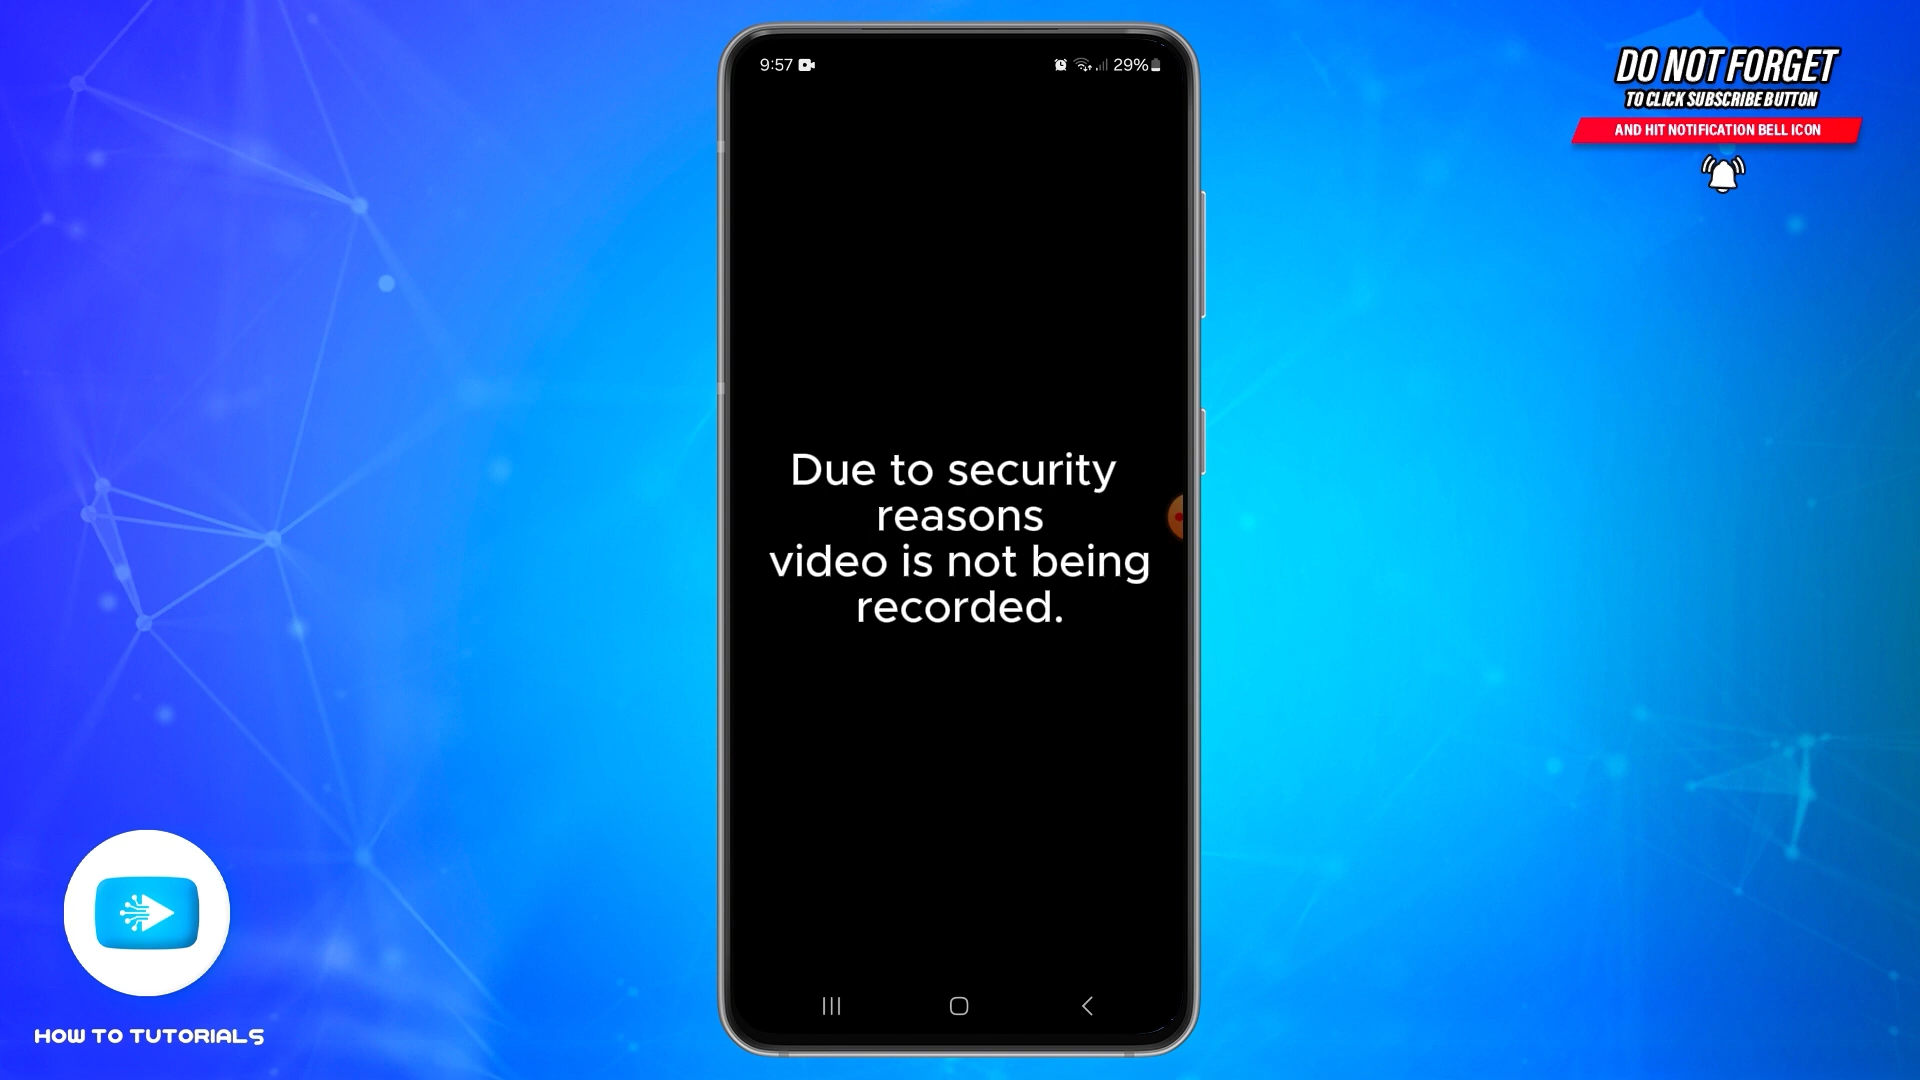 9:57
29%
DO NOT FORGET
TO CLICK SUBSCRIBE BUTTON
AND HIT NOTIFICATION BELL ICON
Due to security
reasons
video is not being
recorded.
HOW TO TUTORIALS